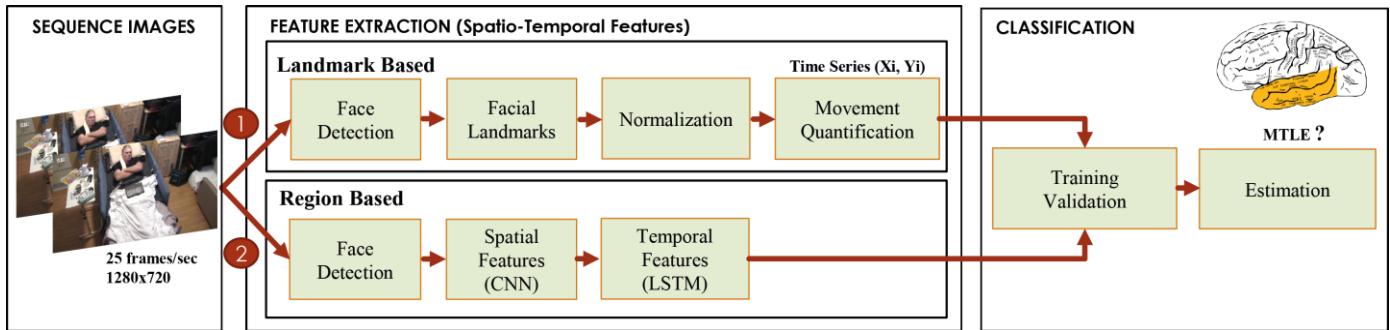 SEQUENCE IMAGES
25 frames/sec
1280x720
FEATURE EXTRACTION (Spatio-Temporal Features)
Landmark Based
Time Series (Xi, Yi)
1
Face
Detection
Facial
Landmarks
Normalization
Movement
Quantification
Region Based
2
Face
Detection
Spatial
Features
(CNN)
Temporal
Features
(LSTM)
CLASSIFICATION
MTLE ?
Training
Validation
Estimation